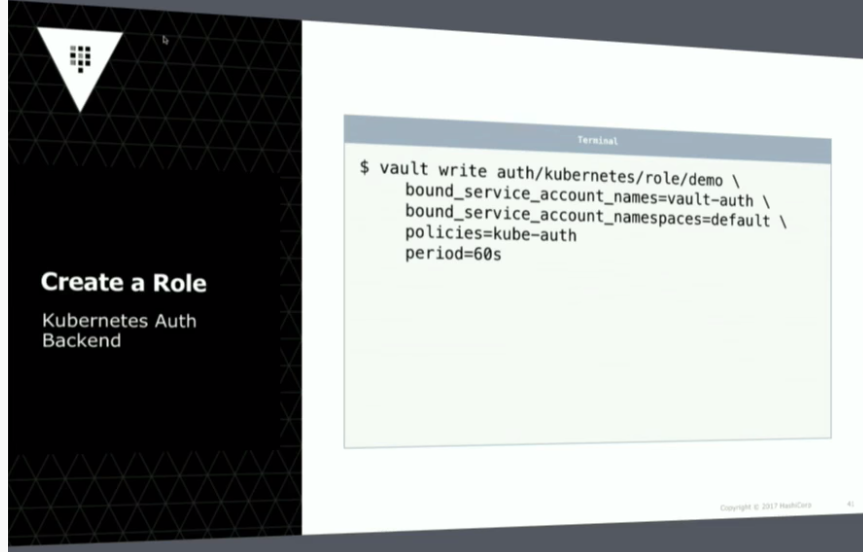 Create a Role
Kubernetes Auth
Backend
Terminal
$ vault write auth/kubernetes/role/demo \
bound_service_account_names=vault-auth \
bound_service_account_namespaces=default \
policies=kube-auth
period=60s
Copyright © 2017 HashiCorp